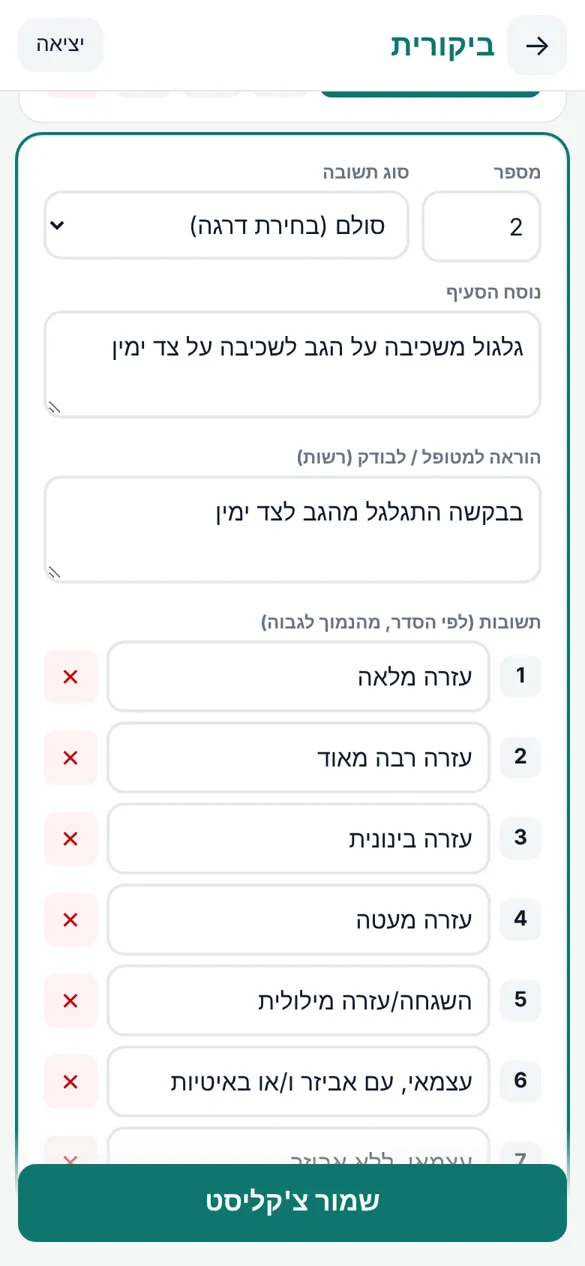 ביקורית
יציאה
מספר
סוג תשובה
2
סולם (בחירת דרגה)
נוסח הסעיף
גלגול משכיבה על הגב לשכיבה על צד ימין
הוראה למטופל / לבודק (רשות)
בבקשה התגלגל מהגב לצד ימין
תשובות (לפי הסדר, מהנמוך לגבוה)
1 עזרה מלאה
2 עזרה רבה מאוד
3 עזרה בינונית
4 עזרה מעטה
5 השגחה/עזרה מילולית
6 עצמאי, עם אביזר ו/או באיטיות
7 עצמאי, ללא אביזר
שמור צ'קליסט